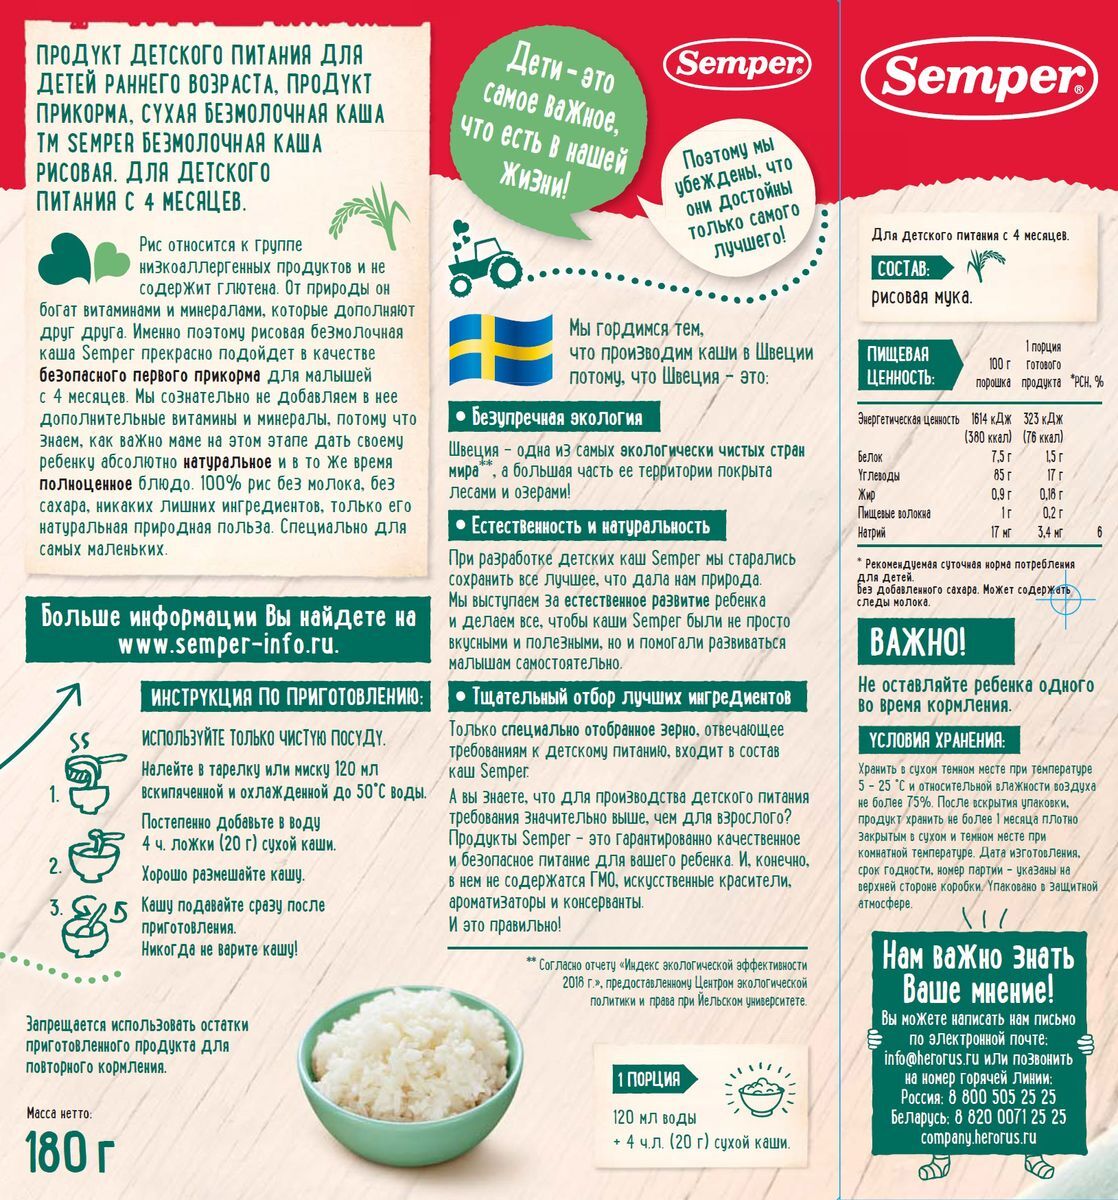 ПРОДУКТ ДЕТСКОГО ПИТАНИЯ ДЛЯ
ДЕТЕЙ РАННЕГО ВОЗРАСТА, ПРОДУКТ
ПРИКОРМА, СУХАЯ БЕЗМОЛОЧНАЯ КАША
ТМ SEMPER БЕЗМОЛОЧНАЯ КАША
РИСОВАЯ. ДЛЯ ДЕТСКОГО
ПИТАНИЯ С 4 МЕСЯЦЕВ.
Рис относится к группе
низкоаллергенных продуктов и не
содержит глютена. От природы он
богат витаминами и минералами, которые дополняют
друг друга. Именно поэтому рисовая безмолочная
каша Semper прекрасно подойдет в качестве
безопасного первого прикорма для малышей
с 4 месяцев. Мы сознательно не добавляем в нее
дополнительные витамины и минералы, потому что
знаем, как важно маме на этом этапе дать своему
ребенку абсолютно натуральное и в то же время
полноценное блюдо. 100% рис без молока, без
сахара, никаких лишних ингредиентов, только его
натуральная природная польза. Специально для
самых маленьких.
Больше информации Вы найдете на
www.semper-info.ru.
ИНСТРУКЦИЯ ПО ПРИГОТОВЛЕНИЮ:
ИСПОЛЬЗУЙТЕ ТОЛЬКО ЧИСТУЮ ПОСУДУ.
1.
Налейте в тарелку или миску 120 мл
вскипяченной и охлажденной до 50°С воды.
2.
Постепенно добавьте в воду
4 ч. ложки (20 г) сухой каши.
Хорошо размешайте кашу.
3.
Кашу подавайте сразу после
приготовления.
Никогда не варите кашу!
Запрещается использовать остатки
приготовленного продукта для
повторного кормления.
Масса нетто:
180 г
Дети – это
самое важное,
что есть в нашей
жизни!
Semper®
Поэтому мы
убеждены, что
они достойны
только самого
лучшего!
Мы гордимся тем,
что производим каши в Швеции
потому, что Швеция – это:
• Безупречная экология
Швеция – одна из самых экологически чистых стран
мира**, а большая часть ее территории покрыта
лесами и озерами!
• Естественность и натуральность
При разработке детских каш Semper мы старались
сохранить все лучшее, что дала нам природа.
Мы выступаем за естественное развитие ребенка
и делаем все, чтобы каши Semper были не просто
вкусными и полезными, но и помогали развиваться
малышам самостоятельно.
• Тщательный отбор лучших ингредиентов
Только специально отобранное зерно, отвечающее
требованиям к детскому питанию, входит в состав
каш Semper.
А вы знаете, что для производства детского питания
требования значительно выше, чем для взрослого?
Продукты Semper – это гарантированно качественное
и безопасное питание для вашего ребенка. И, конечно,
в нем не содержатся ГМО, искусственные красители,
ароматизаторы и консерванты.
И это правильно!
** Согласно отчету «Индекс экологической эффективности
2018 г.», предоставленному Центром экологической
политики и права при Йельском университете.
1 ПОРЦИЯ
120 мл воды
+ 4 ч.л. (20 г) сухой каши.
Semper®
Для детского питания с 4 месяцев.
СОСТАВ:
рисовая мука.
ПИЩЕВАЯ
ЦЕННОСТЬ:
100 г
порошка
1 порция
готового
продукта
*РСН, %
Энергетическая ценность 1614 кДж 323 кДж
(380 ккал) (76 ккал)
Белок 7,5 г 1,5 г
Углеводы 85 г 17 г
Жир 0,9 г 0,18 г
Пищевые волокна 1 г 0,2 г
Натрий 17 мг 3,4 мг 6
* Рекомендуемая суточная норма потребления
для детей.
Без добавленного сахара. Может содержать
следы молока.
ВАЖНО!
Не оставляйте ребенка одного
во время кормления.
УСЛОВИЯ ХРАНЕНИЯ:
Хранить в сухом темном месте при температуре
5 - 25 °С и относительной влажности воздуха
не более 75%. После вскрытия упаковки,
продукт хранить не более 1 месяца плотно
закрытым в сухом и темном месте при
комнатной температуре. Дата изготовления,
срок годности, номер партии – указаны на
верхней стороне коробки. Упаковано в защитной
атмосфере.
Нам важно знать
Ваше мнение!
Вы можете написать нам письмо
по электронной почте:
info@herorus.ru или позвонить
на номер горячей линии:
Россия: 8 800 505 25 25
Беларусь: 8 820 0071 25 25
company.herorus.ru